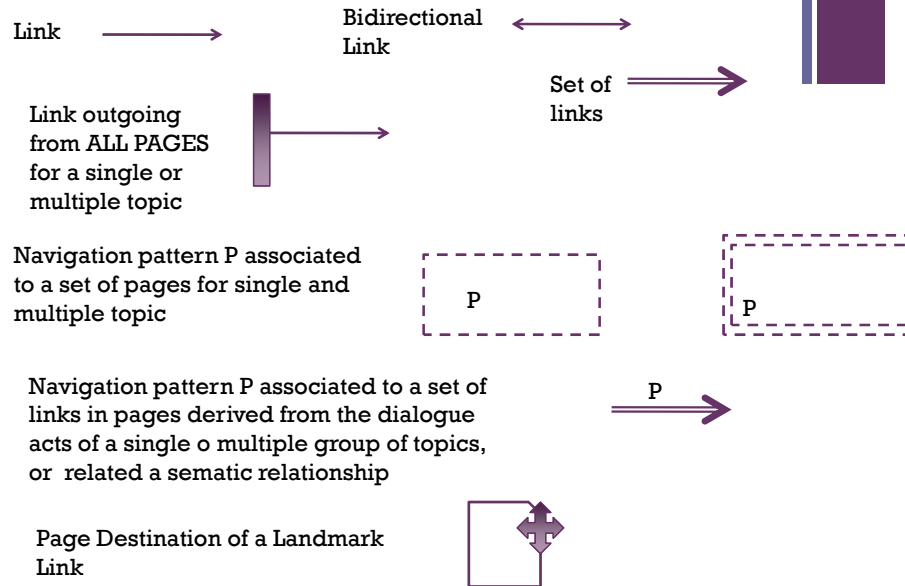 Link
Bidirectional
Link
Set of
links
Link outgoing
from ALL PAGES
for a single or
multiple topic
Navigation pattern P associated
to a set of pages for single and
multiple topic
P
P
Navigation pattern P associated to a set of
links in pages derived from the dialogue
acts of a single o multiple group of topics,
or related a sematic relationship
P
Page Destination of a Landmark
Link